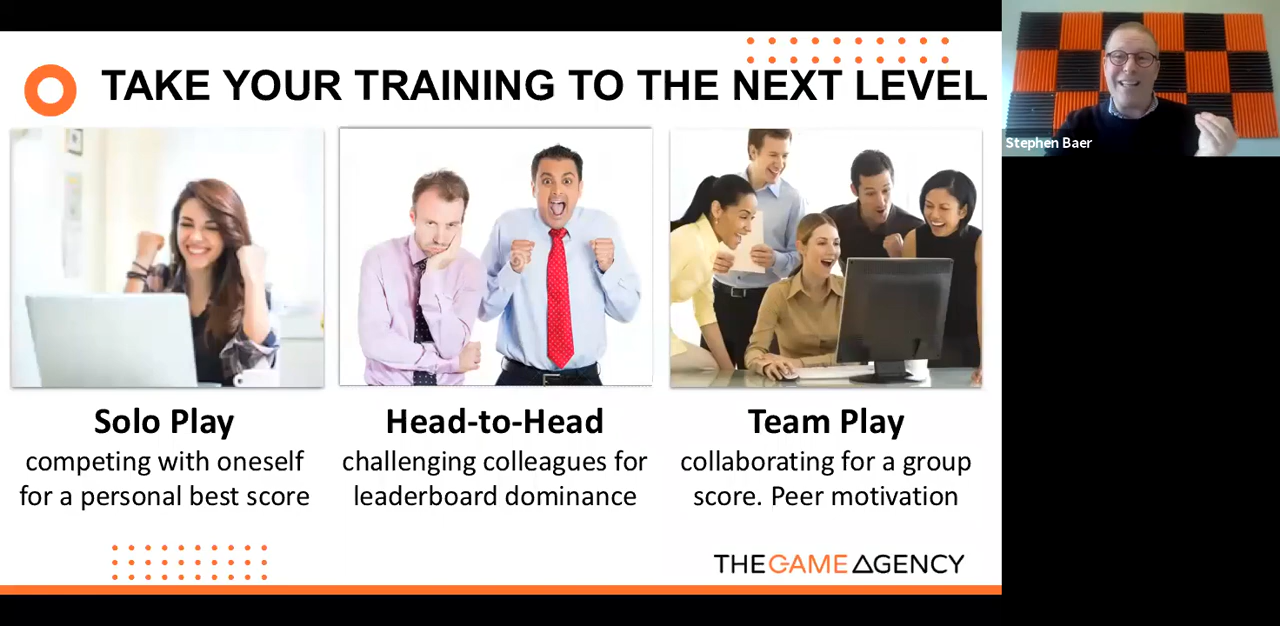 TAKE YOUR TRAINING TO THE NEXT LEVEL
Stephen Baer
Solo Play
competing with oneself
for a personal best score
Head-to-Head
challenging colleagues for
leaderboard dominance
Team Play
collaborating for a group
score. Peer motivation
THEGAMEAGENCY